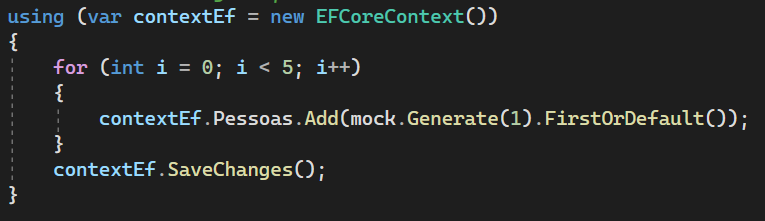 using (var contextEf = new EFCoreContext())
{
for (int i = 0; i < 5; i++)
{
contextEf.Pessoas.Add(mock.Generate(1).FirstOrDefault());
}
contextEf.SaveChanges();
}